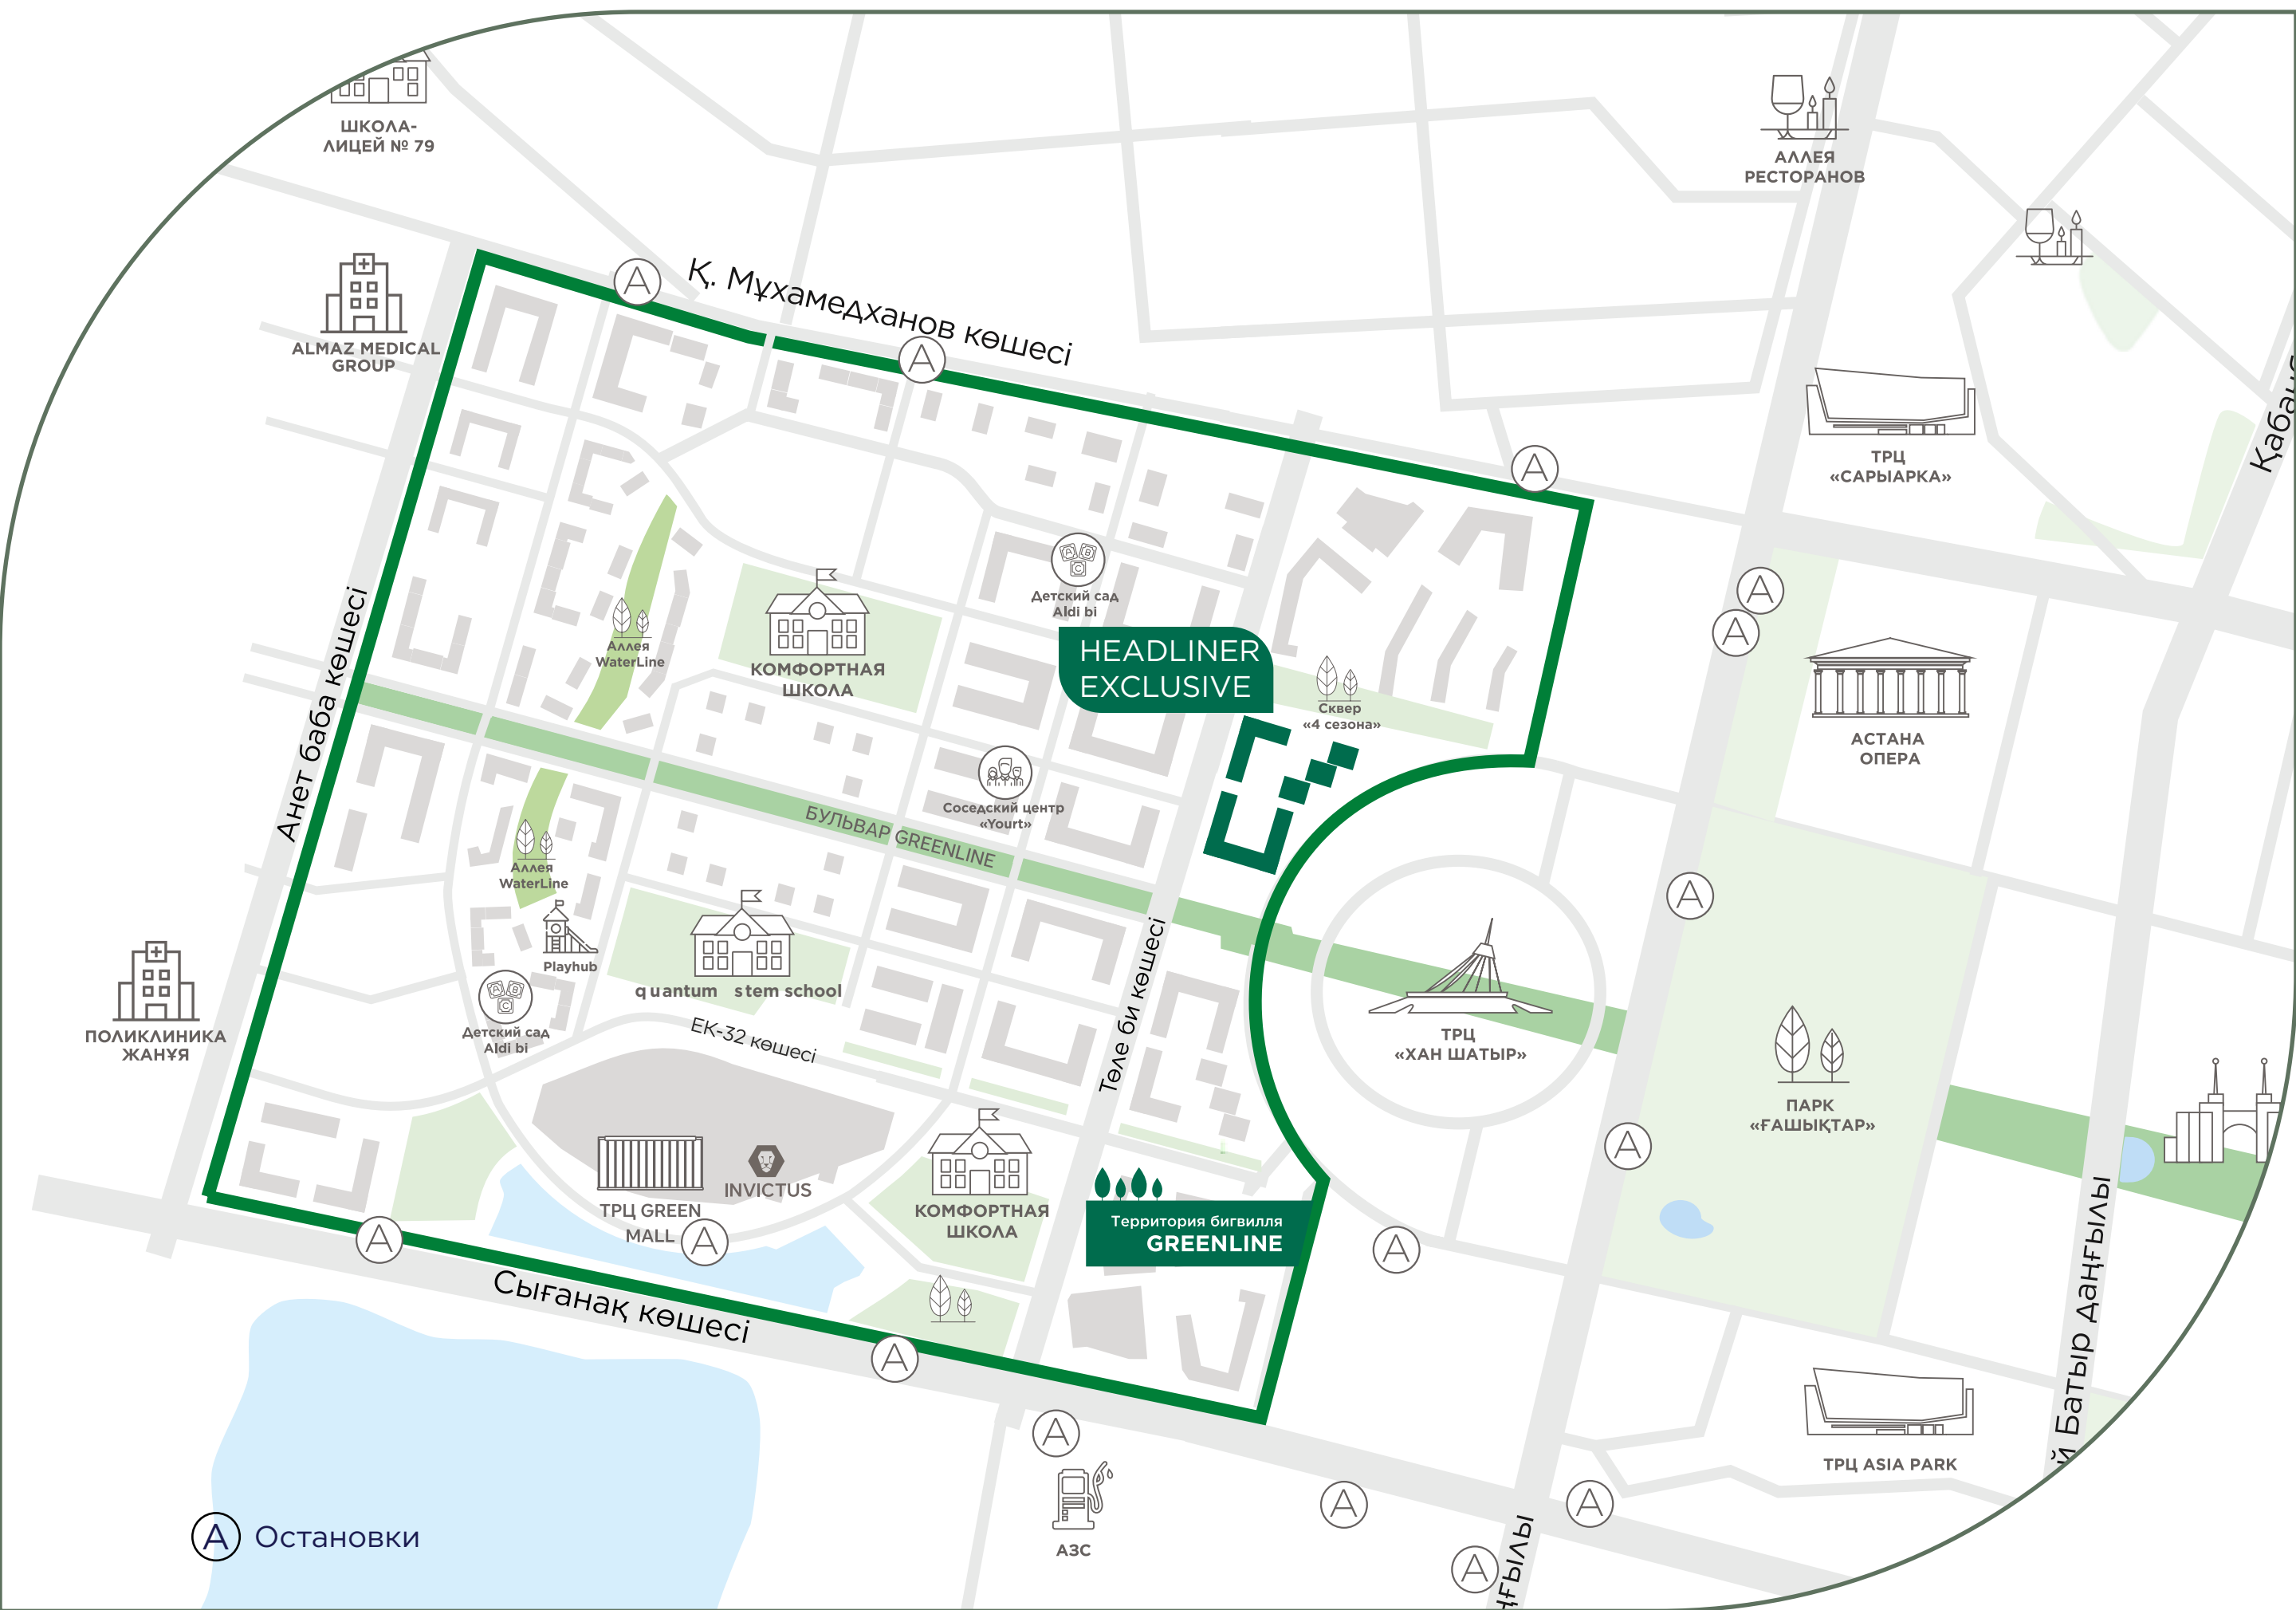 ШКОЛА-
ЛИЦЕЙ № 79
АЛЛЕЯ
РЕСТОРАНОВ
ALMAZ MEDICAL
GROUP
A
Қ. Мұхамедханов көшесі
A
A
ТРЦ
«САРЫАРКА»
A
A
Детский сад
Aldi bi
Аллея
WaterLine
КОМФОРТНАЯ
ШКОЛА
HEADLINER
EXCLUSIVE
Сквер
«4 сезона»
АСТАНА
ОПЕРА
Анет баба көшесі
Соседский центр
«Yourt»
БУЛЬВАР GREENLINE
Аллея
WaterLine
A
Playhub
quantum stem school
Детский сад
Aldi bi
ЕК-32 көшесі
Төле би көшесі
ПОЛИКЛИНИКА
ЖАНҰЯ
ТРЦ
«ХАН ШАТЫР»
ПАРК
«ҒАШЫҚТАР»
A
INVICTUS
ТРЦ GREEN
MALL
A
КОМФОРТНАЯ
ШКОЛА
Территория бигвилля
GREENLINE
A
A
Сығанақ көшесі
A
A
Батыр даңғылы
ТРЦ ASIA PARK
A
A
A
АЗС
A Остановки